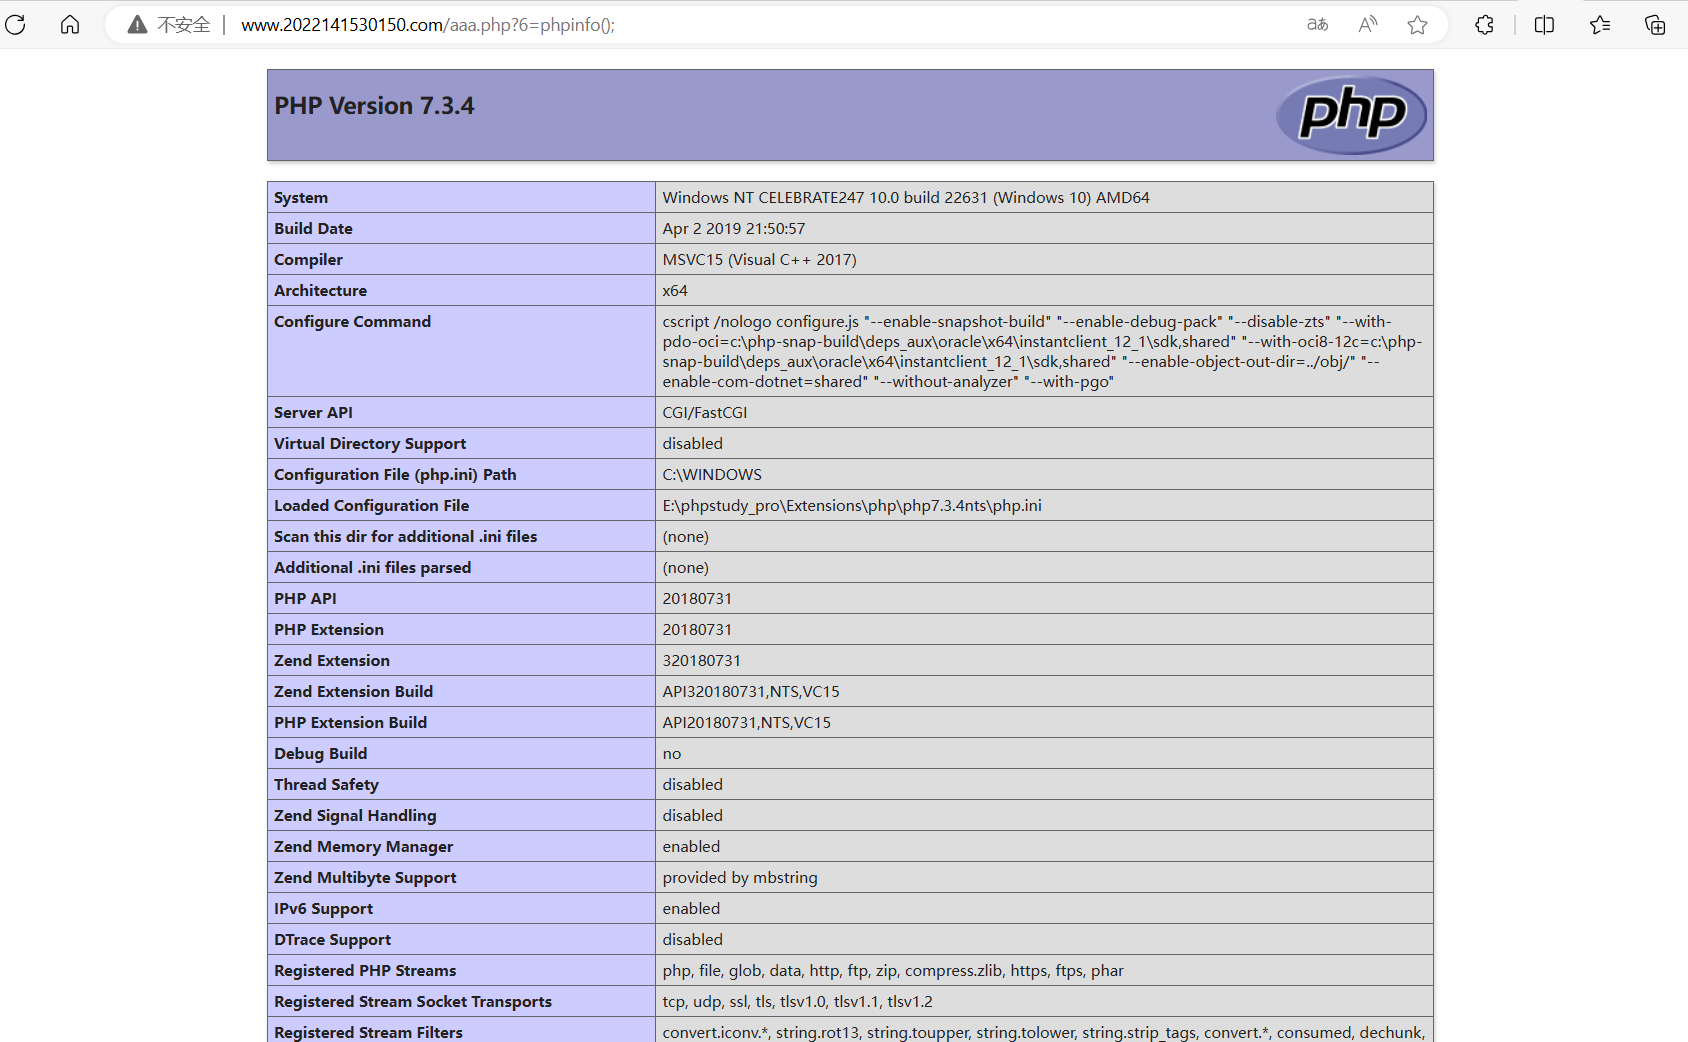 不安全 | www.2022141530150.com/aaa.php?6=phpinfo();
aあ
A
PHP Version 7.3.4
php
System Windows NT CELEBRATE247 10.0 build 22631 (Windows 10) AMD64
Build Date Apr 2 2019 21:50:57
Compiler MSVC15 (Visual C++ 2017)
Architecture x64
Configure Command cscript /nologo configure.js "--enable-snapshot-build" "--enable-debug-pack" "--disable-zts" "--with-
pdo-oci=c:\php-snap-build\deps_aux\oracle\x64\instantclient_12_1\sdk,shared" "--with-oci8-12c=c:\php-
snap-build\deps_aux\oracle\x64\instantclient_12_1\sdk,shared" "--enable-object-out-dir=../obj/" "--
enable-com-dotnet=shared" "--without-analyzer" "--with-pgo"
Server API CGI/FastCGI
Virtual Directory Support disabled
Configuration File (php.ini) Path C:\WINDOWS
Loaded Configuration File E:\phpstudy_pro\Extensions\php\php7.3.4nts\php.ini
Scan this dir for additional .ini files (none)
Additional .ini files parsed (none)
PHP API 20180731
PHP Extension 20180731
Zend Extension 320180731
Zend Extension Build API320180731,NTS,VC15
PHP Extension Build API20180731,NTS,VC15
Debug Build no
Thread Safety disabled
Zend Signal Handling disabled
Zend Memory Manager enabled
Zend Multibyte Support provided by mbstring
IPv6 Support enabled
DTrace Support disabled
Registered PHP Streams php, file, glob, data, http, ftp, zip, compress.zlib, https, ftps, phar
Registered Stream Socket Transports tcp, udp, ssl, tls, tlsv1.0, tlsv1.1, tlsv1.2
Registered Stream Filters convert.iconv.*, string.rot13, string.toupper, string.tolower, string.strip_tags, convert.*, consumed, dechunk,